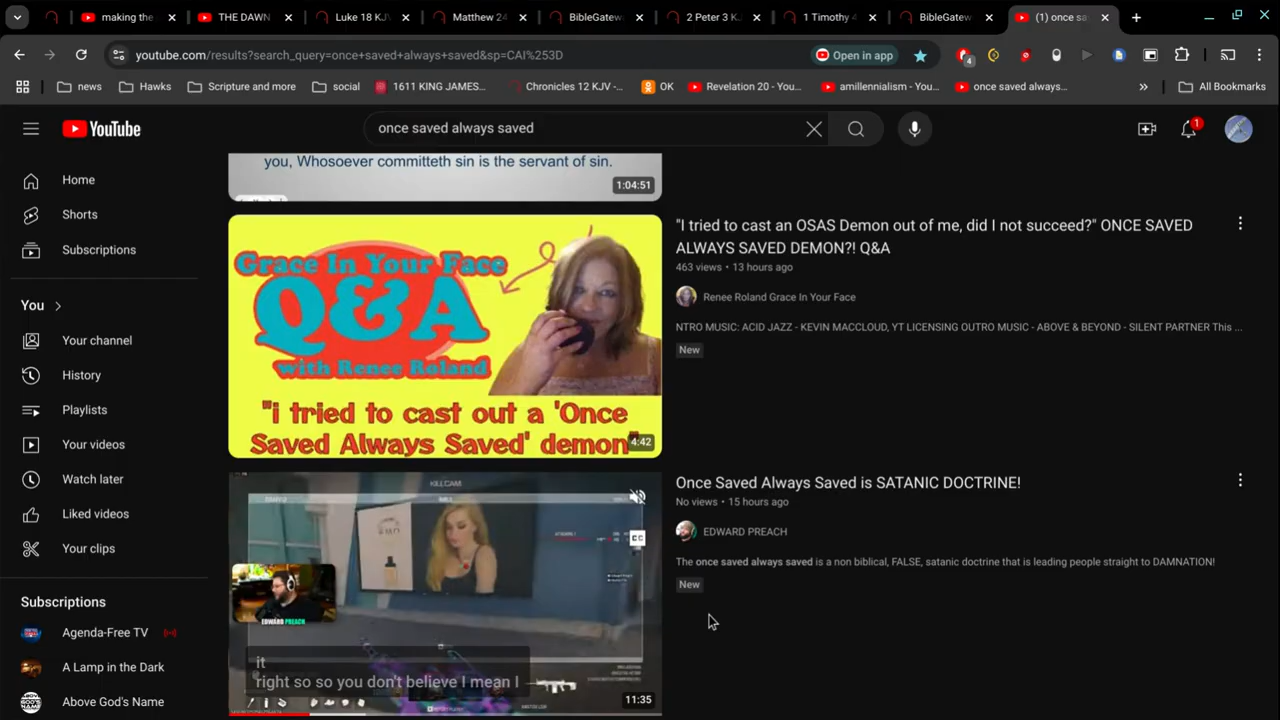 making the
THE DAWN
Luke 18 KJV
Matthew 24
BibleGatew
2 Peter 3 K
1 Timothy 4
BibleGatew
(1) once sa
youtube.com/results?search_query=once+saved+always+saved&sp=CAI%253D
Open in app
4
news
Hawks
Scripture and more
social
1611 KING JAMES...
Chronicles 12 KJV -...
OK
Revelation 20 - You...
amillennialism - You...
once saved always...
All Bookmarks
YouTube
once saved always saved
1
Home
Shorts
Subscriptions
You
Your channel
History
Playlists
Your videos
Watch later
Liked videos
Your clips
Subscriptions
Agenda-Free TV
A Lamp in the Dark
Above God's Name
you, Whosoever committeth sin is the servant of sin.
1:04:51
Grace In Your Face
Q&A
with Renee Roland
"i tried to cast out a 'Once
Saved Always Saved' demon"
4:42
"I tried to cast an OSAS Demon out of me, did I not succeed?" ONCE SAVED
ALWAYS SAVED DEMON?! Q&A
463 views • 13 hours ago
Renee Roland Grace In Your Face
NTRO MUSIC: ACID JAZZ - KEVIN MACCLOUD, YT LICENSING OUTRO MUSIC - ABOVE & BEYOND - SILENT PARTNER This ...
New
KILLCAM
CC
EDWARD PREACH
it
right so so you don't believe I mean I
11:35
Once Saved Always Saved is SATANIC DOCTRINE!
No views • 15 hours ago
EDWARD PREACH
The once saved always saved is a non biblical, FALSE, satanic doctrine that is leading people straight to DAMNATION!
New